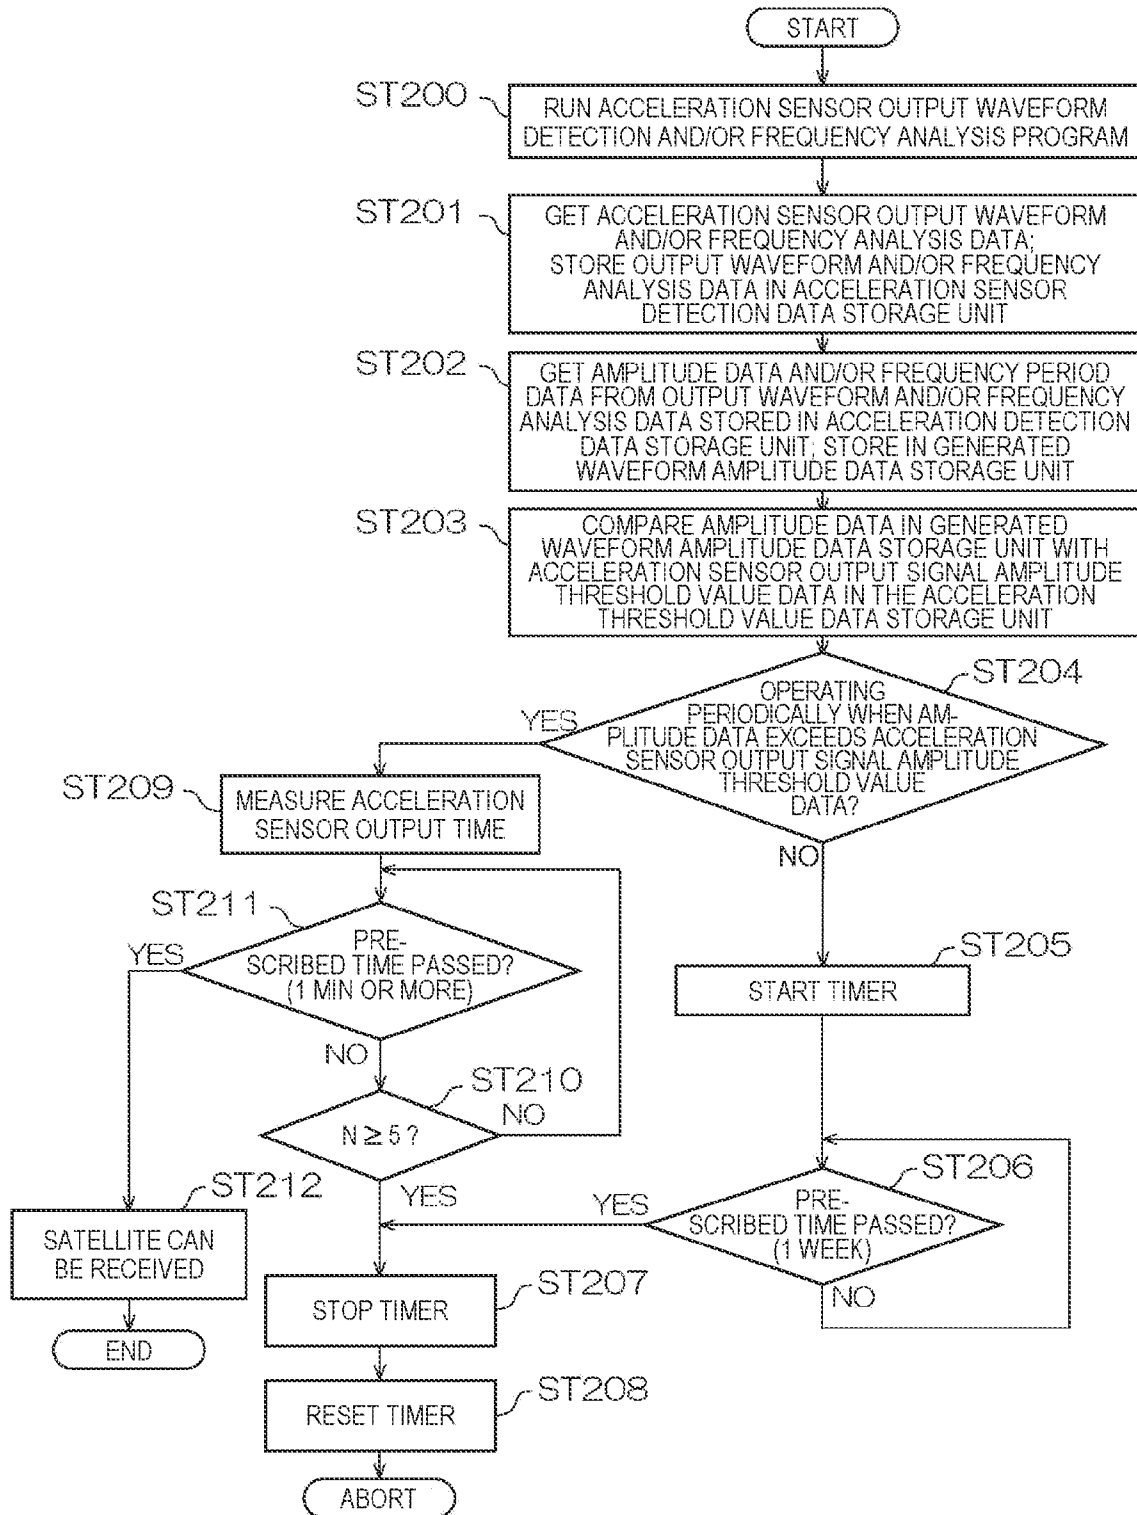 START
ST200
RUN ACCELERATION SENSOR OUTPUT WAVEFORM
DETECTION AND/OR FREQUENCY ANALYSIS PROGRAM
ST201
GET ACCELERATION SENSOR OUTPUT WAVEFORM
AND/OR FREQUENCY ANALYSIS DATA;
STORE OUTPUT WAVEFORM AND/OR FREQUENCY
ANALYSIS DATA IN ACCELERATION SENSOR
DETECTION DATA STORAGE UNIT
ST202
GET AMPLITUDE DATA AND/OR FREQUENCY PERIOD
DATA FROM OUTPUT WAVEFORM AND/OR FREQUENCY
ANALYSIS DATA STORED IN ACCELERATION DETECTION
DATA STORAGE UNIT; STORE IN GENERATED
WAVEFORM AMPLITUDE DATA STORAGE UNIT
ST203
COMPARE AMPLITUDE DATA IN GENERATED
WAVEFORM AMPLITUDE DATA STORAGE UNIT WITH
ACCELERATION SENSOR OUTPUT SIGNAL AMPLITUDE
THRESHOLD VALUE DATA IN THE ACCELERATION
THRESHOLD VALUE DATA STORAGE UNIT
ST204
OPERATING
PERIODICALLY WHEN AM-
PLITUDE DATA EXCEEDS ACCELERATION
SENSOR OUTPUT SIGNAL AMPLITUDE
THRESHOLD VALUE
DATA?
YES
NO
ST209
MEASURE ACCELERATION
SENSOR OUTPUT TIME
ST211
PRE-
SCRIBED TIME PASSED?
(1 MIN OR MORE)
YES
NO
ST205
START TIMER
ST210
N ≥ 5 ?
NO
YES
ST206
PRE-
SCRIBED TIME PASSED?
(1 WEEK)
YES
NO
ST212
SATELLITE CAN
BE RECEIVED
END
ST207
STOP TIMER
ST208
RESET TIMER
ABORT